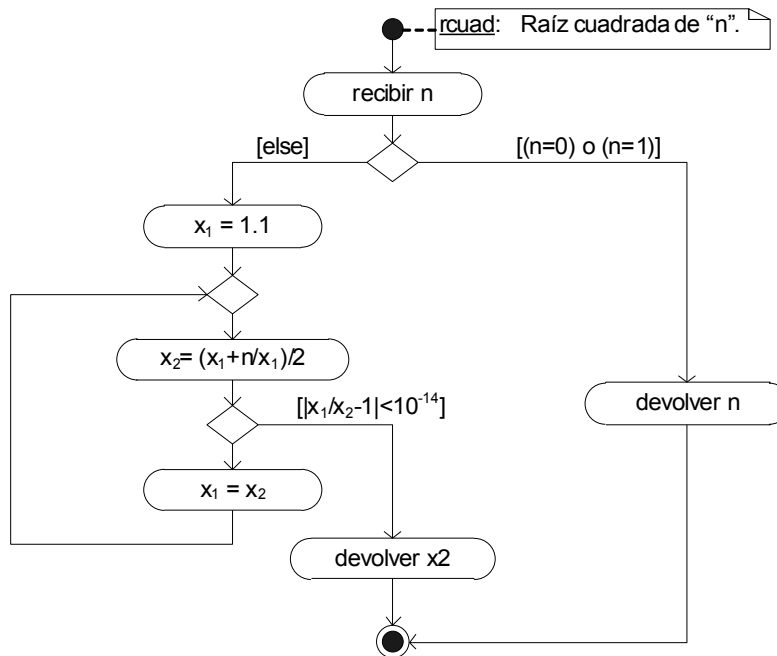 rcuad: Raíz cuadrada de “n”.
recibir n
[else]
[(n=0) o (n=1)]
x₁ = 1.1
x₂= (x₁+n/x₁)/2
[|x₁/x₂-1|<10⁻¹⁴]
devolver n
x₁ = x₂
devolver x2